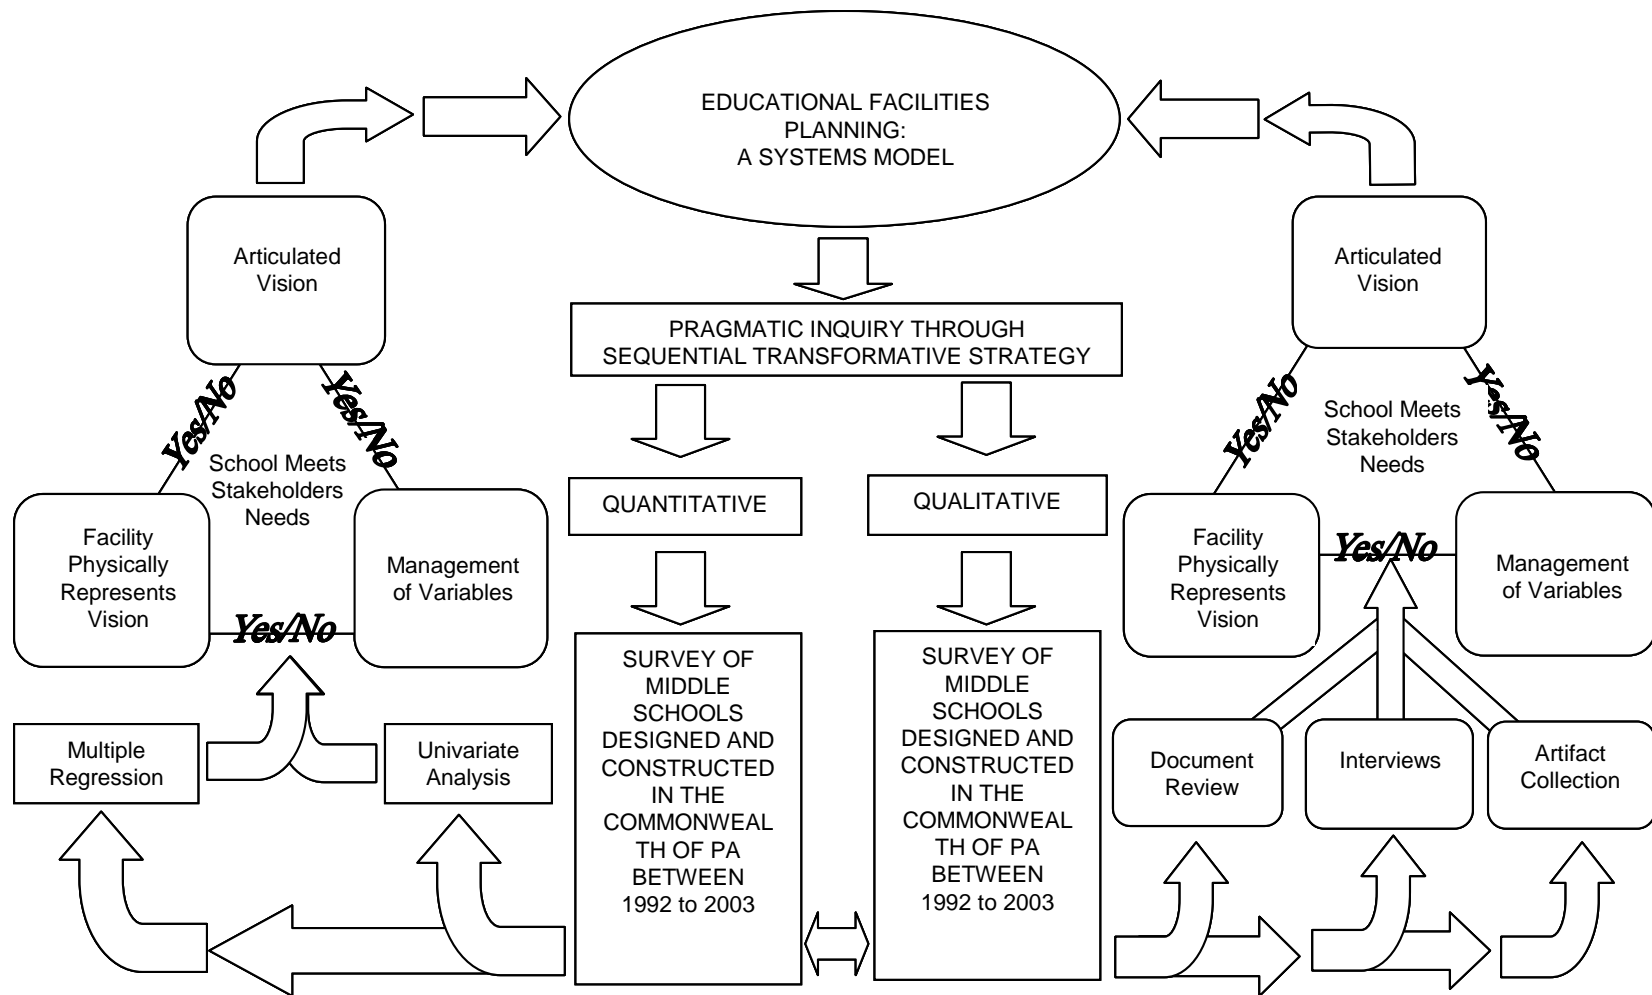 EDUCATIONAL FACILITIES
PLANNING:
A SYSTEMS MODEL
PRAGMATIC INQUIRY THROUGH
SEQUENTIAL TRANSFORMATIVE STRATEGY
QUANTITATIVE
QUALITATIVE
SURVEY OF
MIDDLE
SCHOOLS
DESIGNED AND
CONSTRUCTED
IN THE
COMMONWEAL
TH OF PA
BETWEEN
1992 to 2003
SURVEY OF
MIDDLE
SCHOOLS
DESIGNED AND
CONSTRUCTED
IN THE
COMMONWEAL
TH OF PA
BETWEEN
1992 to 2003
Articulated
Vision
Yes/No
Yes/No
School Meets
Stakeholders
Needs
Facility
Physically
Represents
Vision
Yes/No
Management
of Variables
Multiple
Regression
Univariate
Analysis
Articulated
Vision
Yes/No
Yes/No
School Meets
Stakeholders
Needs
Facility
Physically
Represents
Vision
Yes/No
Management
of Variables
Document
Review
Interviews
Artifact
Collection